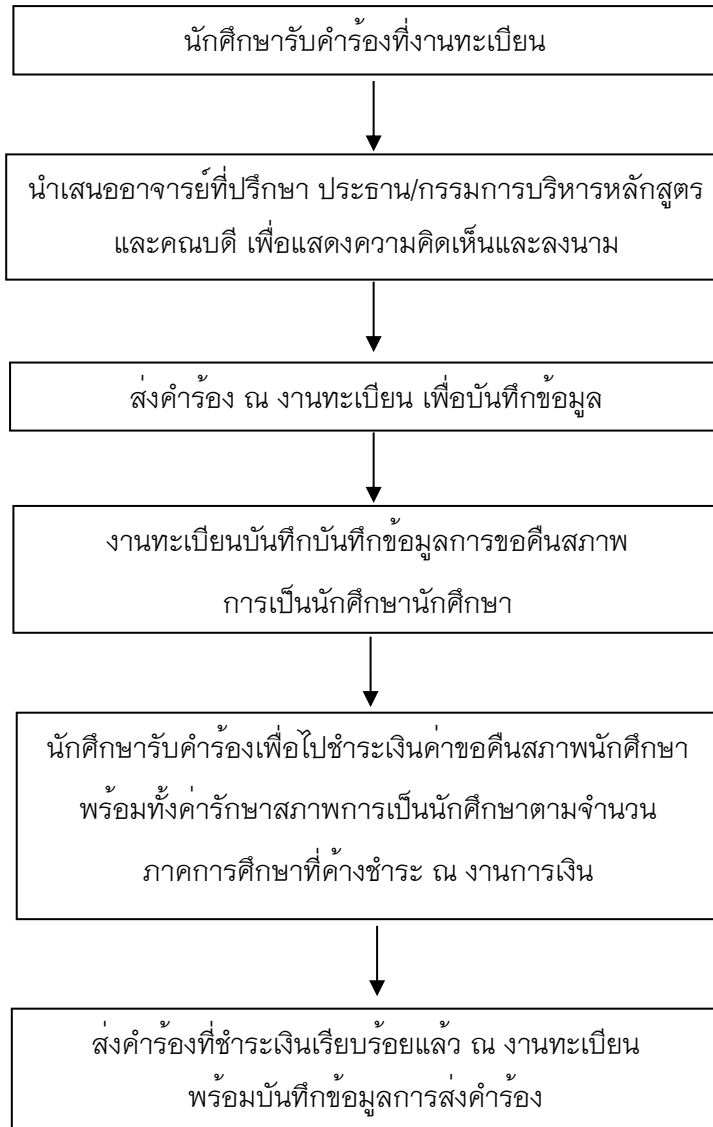 นักศึกษารับคำร้องที่งานทะเบียน
นำเสนออาจารย์ที่ปรึกษา ประธาน/กรรมการบริหารหลักสูตร
และคณบดี เพื่อแสดงความคิดเห็นและลงนาม
ส่งคำร้อง ณ งานทะเบียน เพื่อบันทึกข้อมูล
งานทะเบียนบันทึกบันทึกข้อมูลการขอคืนสภาพ
การเป็นนักศึกษานักศึกษา
นักศึกษารับคำร้องเพื่อไปชำระเงินค่าขอคืนสภาพนักศึกษา
พร้อมทั้งค่ารักษาสภาพการเป็นนักศึกษาตามจำนวน
ภาคการศึกษาที่ค้างชำระ ณ งานการเงิน
ส่งคำร้องที่ชำระเงินเรียบร้อยแล้ว ณ งานทะเบียน
พร้อมบันทึกข้อมูลการส่งคำร้อง